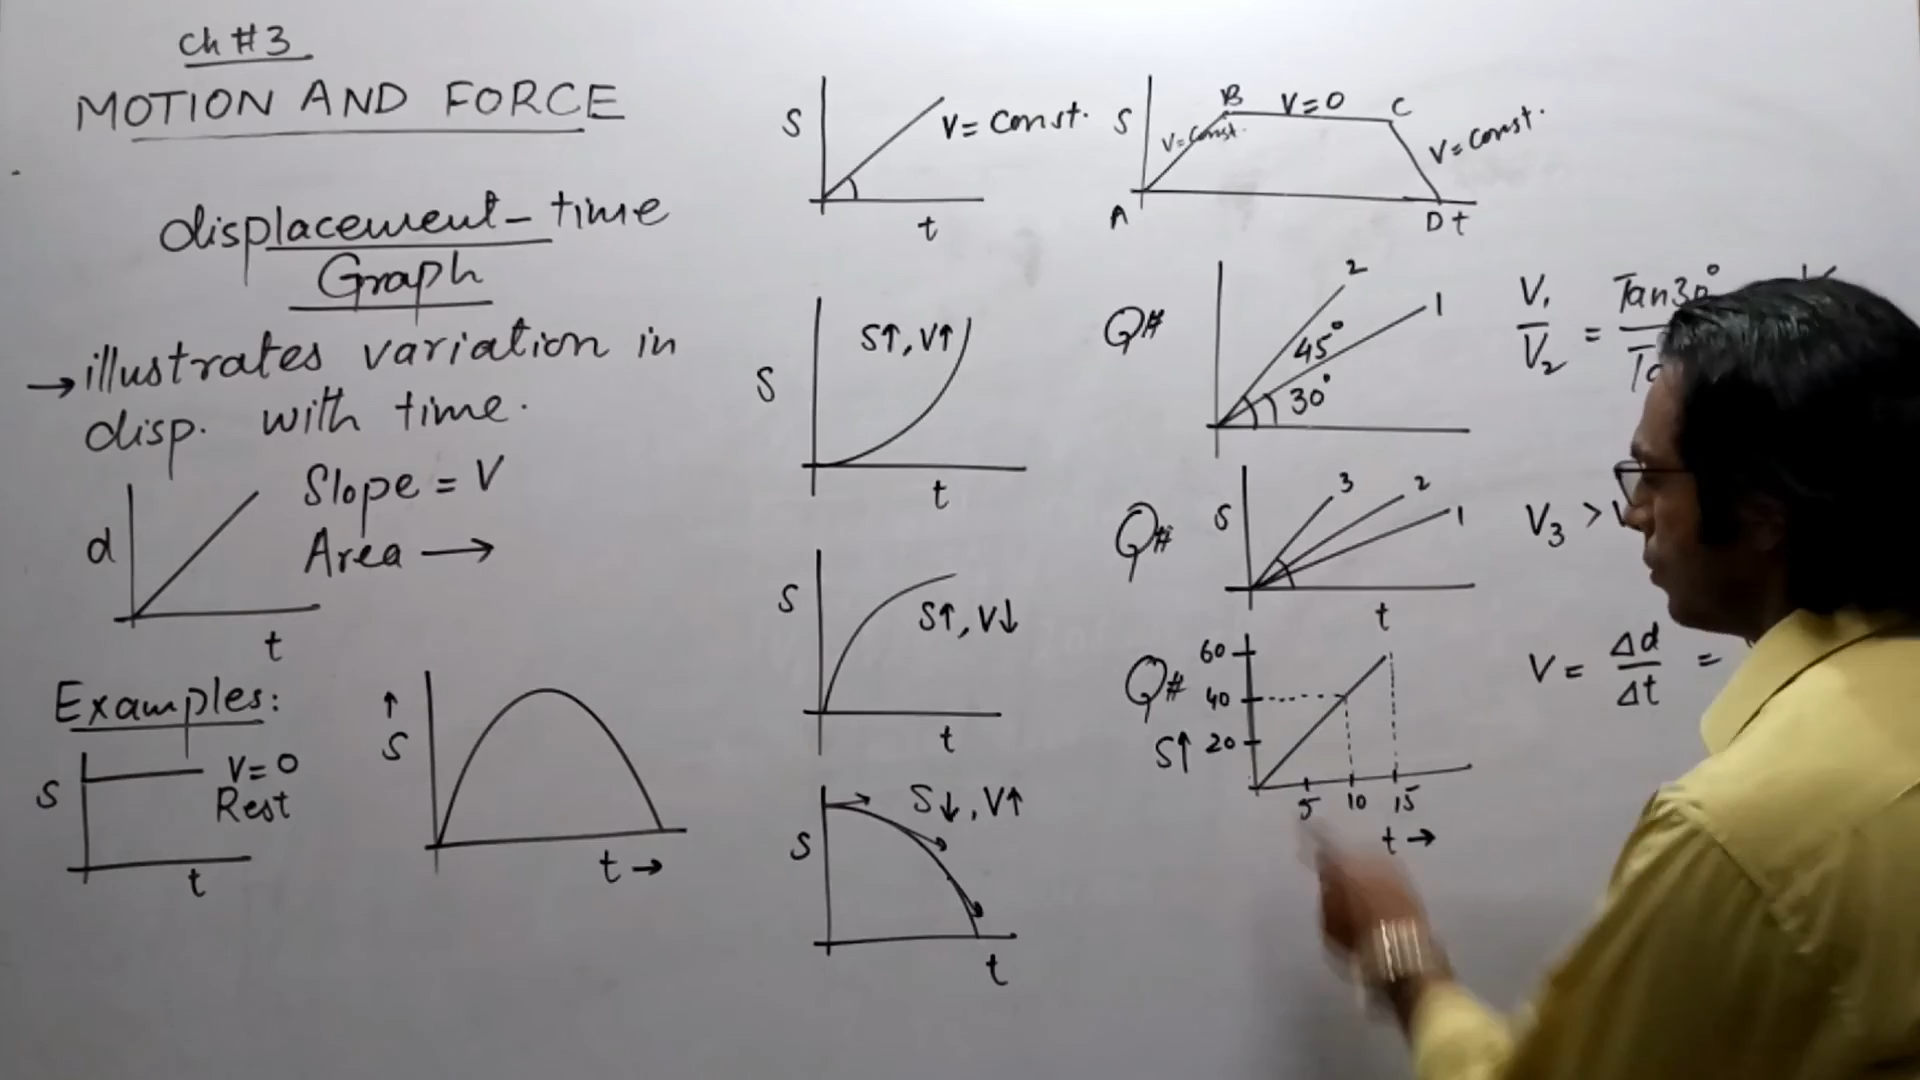 Ch # 3
MOTION AND FORCE
displacement-time
Graph
→ illustrates variation in
disp. with time.
d
t
Slope = V
Area →
Examples:
S
V=0
Rest
t
↑
S
t →
S
V= Const.
t
S
S↑, V↑
t
S
S↑, V↓
t
S
S↓, V↑
t
S
A
B
C
D
t
V=Const.
V=0
V=Const.
Q#
2
1
45°
30°
V₁
V₂
=
Tan30°
Q#
S
3
2
1
t
V₃ >
Q#
60
40
S↑ 20
5 10 15
t →
V = Δd
Δt
=